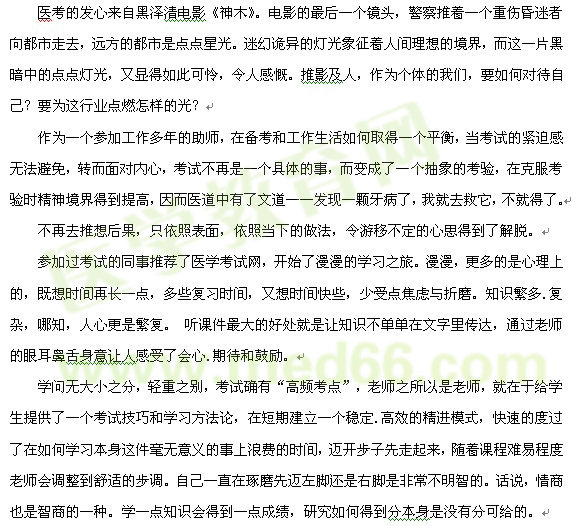 医考的发心来自黑泽清电影《神木》。电影的最后一个镜头，警察推着一个重伤昏迷者
向都市走去，远方的都市是点点星光。迷幻诡异的灯光象征着人间理想的境界，而这一片黑
暗中的点点灯光，又显得如此可怜，令人感慨。推影及人，作为个体的我们，要如何对待自
己？要为这行业点燃怎样的光？
作为一个参加工作多年的助师，在备考和工作生活如何取得一个平衡，当考试的紧迫感
无法避免，转而面对内心，考试不再是一个具体的事，而变成了一个抽象的考验，在克服考
验时精神境界得到提高，因而医道中有了文道一一发现一颗牙病了，我就去救它，不就得了。
不再去推想后果，只依照表面，依照当下的做法，令游移不定的心思得到了解脱。
参加过考试的同事推荐了医学考试网，开始了漫漫的学习之旅。漫漫，更多的是心理上
的，既想时间再长一点，多些复习时间，又想时间快些，少受点焦虑与折磨。知识繁多.复
杂，哪知，人心更是繁复。 听课件最大的好处就是让知识不单单在文字里传达，通过老师
的眼耳鼻舌身意让人感受了会心.期待和鼓励。
学问无大小之分，轻重之别，考试确有“高频考点”，老师之所以是老师，就在于给学
生提供了一个考试技巧和学习方法论，在短期建立一个稳定.高效的精进模式，快速的度过
了在如何学习本身这件毫无意义的事上浪费的时间，迈开步子先走起来，随着课程难易程度
老师会调整到舒适的步调。自己一直在琢磨先迈左脚还是右脚是非常不明智的。话说，情商
也是智商的一种。学一点知识会得到一点成绩，研究如何得到分本身是没有分可给的。
医学教育网
www.med66.com